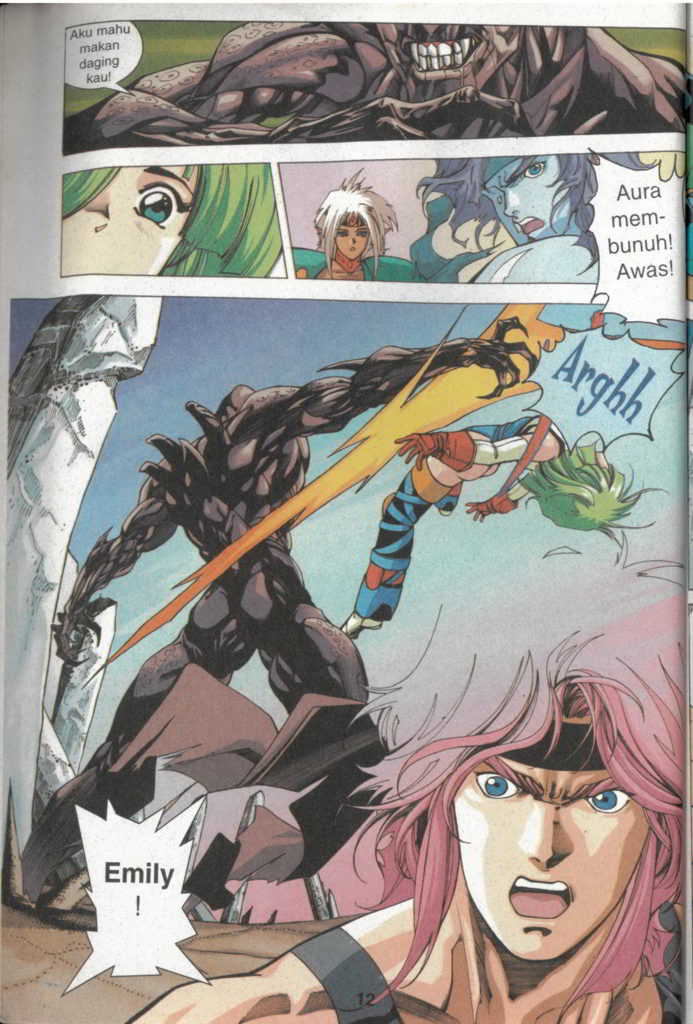 Aku mahu
makan
daging
kau!
Aura
mem-
bunuh!
Awas!
Arghh
Emily
!
12